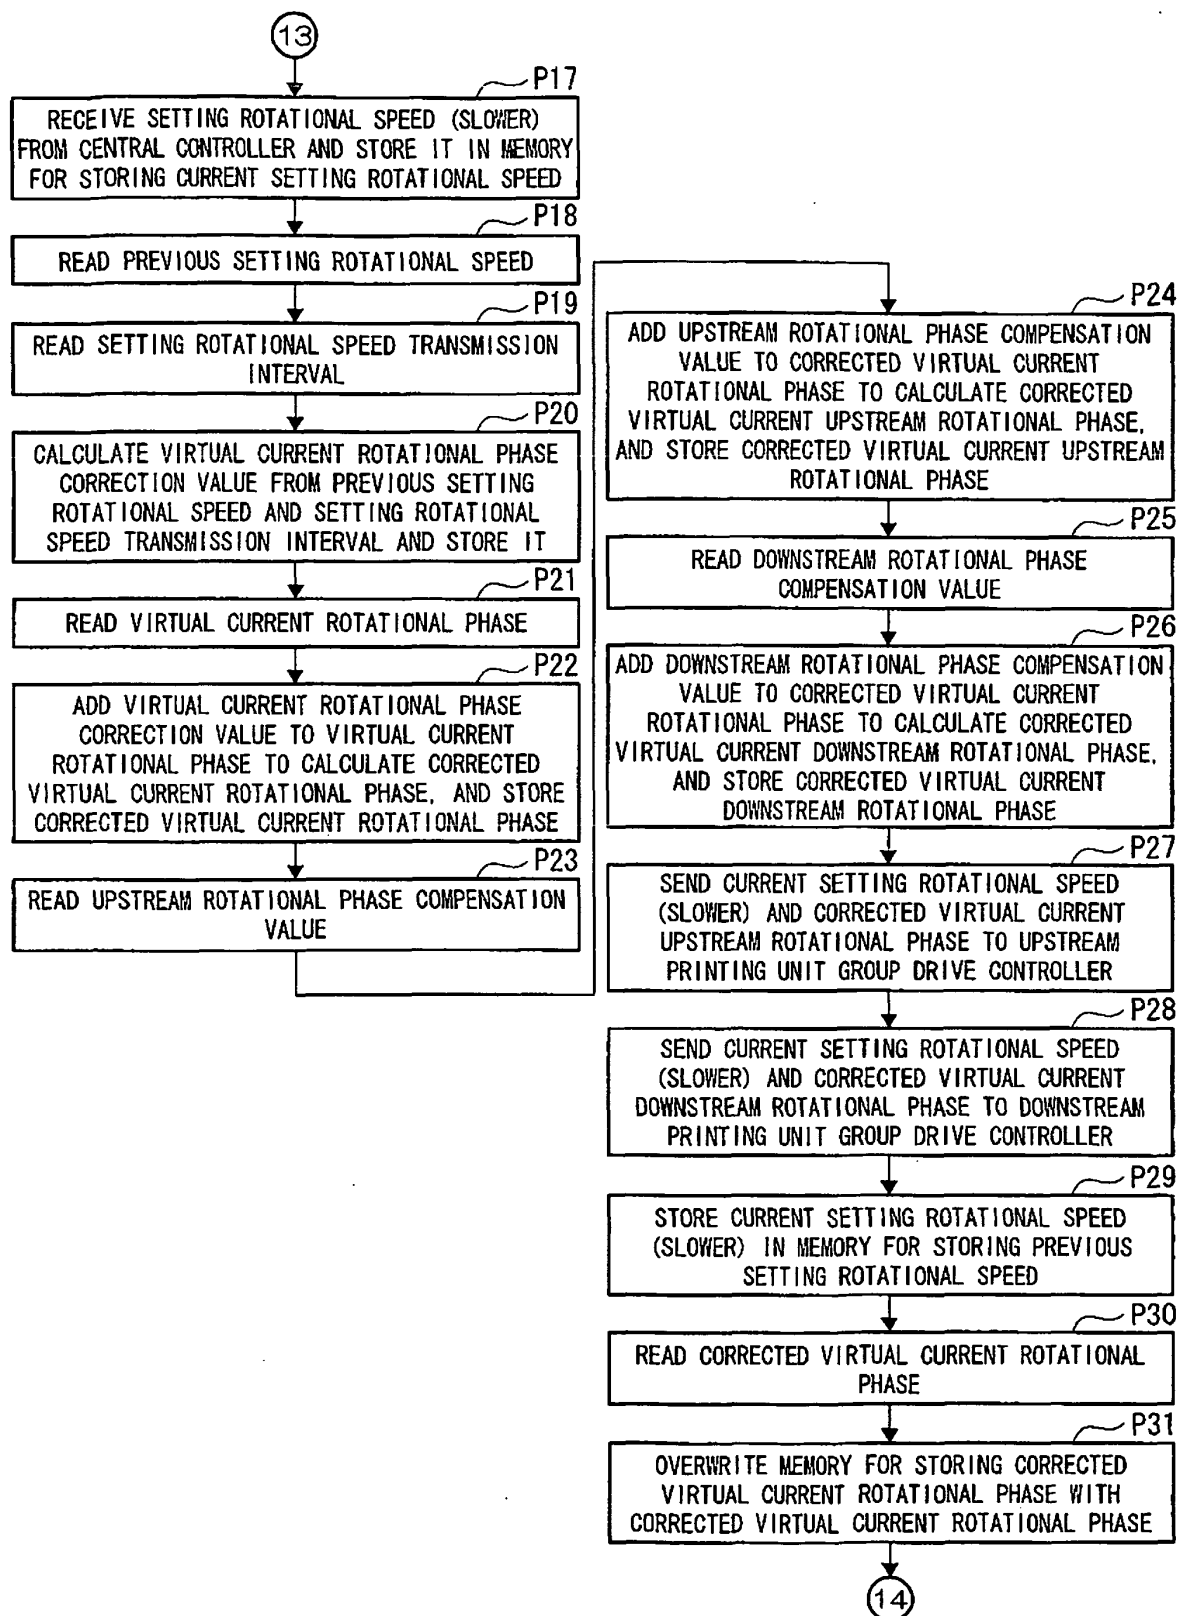 13
P17
RECEIVE SETTING ROTATIONAL SPEED (SLOWER)
FROM CENTRAL CONTROLLER AND STORE IT IN MEMORY
FOR STORING CURRENT SETTING ROTATIONAL SPEED
P18
READ PREVIOUS SETTING ROTATIONAL SPEED
P19
READ SETTING ROTATIONAL SPEED TRANSMISSION
INTERVAL
P20
CALCULATE VIRTUAL CURRENT ROTATIONAL PHASE
CORRECTION VALUE FROM PREVIOUS SETTING
ROTATIONAL SPEED AND SETTING ROTATIONAL
SPEED TRANSMISSION INTERVAL AND STORE IT
P21
READ VIRTUAL CURRENT ROTATIONAL PHASE
P22
ADD VIRTUAL CURRENT ROTATIONAL PHASE
CORRECTION VALUE TO VIRTUAL CURRENT
ROTATIONAL PHASE TO CALCULATE CORRECTED
VIRTUAL CURRENT ROTATIONAL PHASE, AND STORE
CORRECTED VIRTUAL CURRENT ROTATIONAL PHASE
P23
READ UPSTREAM ROTATIONAL PHASE COMPENSATION
VALUE
P24
ADD UPSTREAM ROTATIONAL PHASE COMPENSATION
VALUE TO CORRECTED VIRTUAL CURRENT
ROTATIONAL PHASE TO CALCULATE CORRECTED
VIRTUAL CURRENT UPSTREAM ROTATIONAL PHASE,
AND STORE CORRECTED VIRTUAL CURRENT UPSTREAM
ROTATIONAL PHASE
P25
READ DOWNSTREAM ROTATIONAL PHASE
COMPENSATION VALUE
P26
ADD DOWNSTREAM ROTATIONAL PHASE COMPENSATION
VALUE TO CORRECTED VIRTUAL CURRENT
ROTATIONAL PHASE TO CALCULATE CORRECTED
VIRTUAL CURRENT DOWNSTREAM ROTATIONAL PHASE,
AND STORE CORRECTED VIRTUAL CURRENT
DOWNSTREAM ROTATIONAL PHASE
P27
SEND CURRENT SETTING ROTATIONAL SPEED
(SLOWER) AND CORRECTED VIRTUAL CURRENT
UPSTREAM ROTATIONAL PHASE TO UPSTREAM
PRINTING UNIT GROUP DRIVE CONTROLLER
P28
SEND CURRENT SETTING ROTATIONAL SPEED
(SLOWER) AND CORRECTED VIRTUAL CURRENT
DOWNSTREAM ROTATIONAL PHASE TO DOWNSTREAM
PRINTING UNIT GROUP DRIVE CONTROLLER
P29
STORE CURRENT SETTING ROTATIONAL SPEED
(SLOWER) IN MEMORY FOR STORING PREVIOUS
SETTING ROTATIONAL SPEED
P30
READ CORRECTED VIRTUAL CURRENT ROTATIONAL
PHASE
P31
OVERWRITE MEMORY FOR STORING CORRECTED
VIRTUAL CURRENT ROTATIONAL PHASE WITH
CORRECTED VIRTUAL CURRENT ROTATIONAL PHASE
14